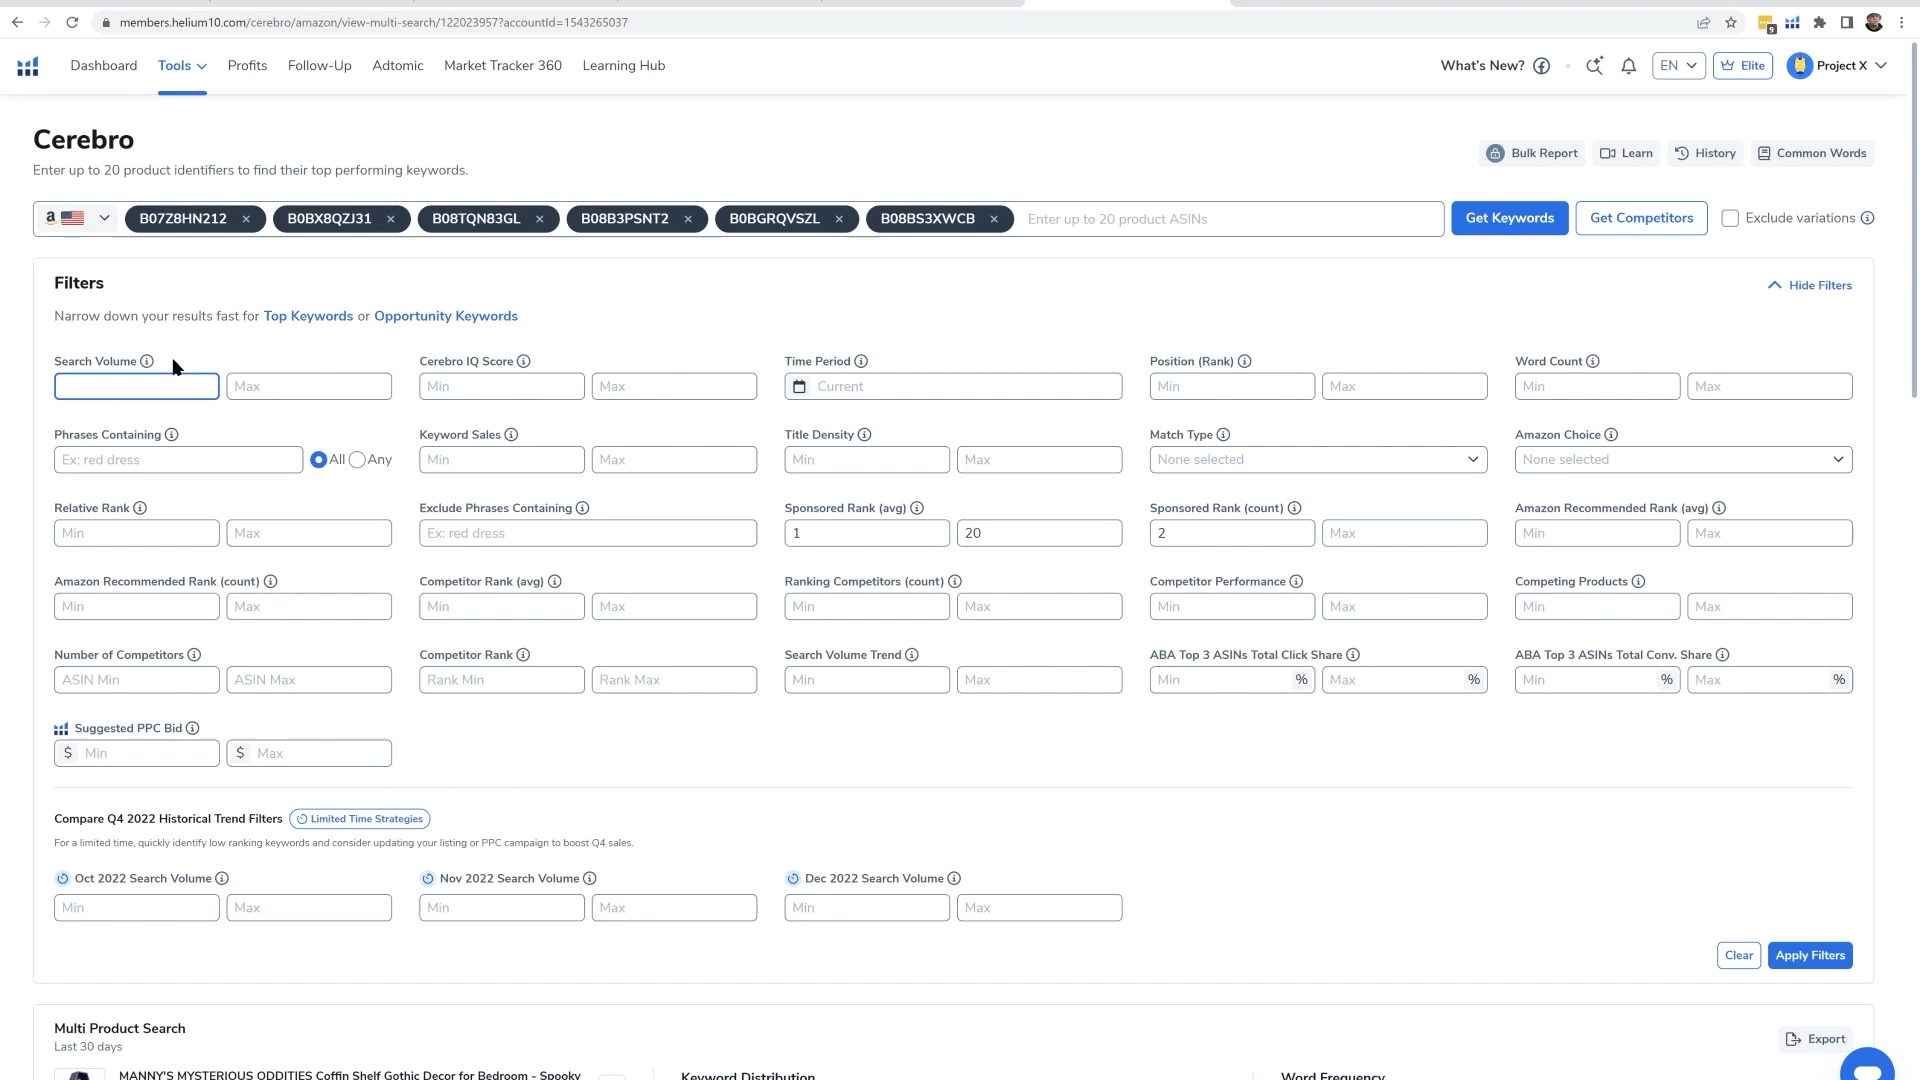 members.helium10.com/cerebro/amazon/view-multi-search/122023957?accountId=1543265037
9
Dashboard Tools Profits Follow-Up Adtomic Market Tracker 360 Learning Hub What's New? EN Elite Project X
Cerebro
Enter up to 20 product identifiers to find their top performing keywords.
Bulk Report Learn History Common Words
a B07Z8HN212 × B0BX8QZJ31 × B08TQN83GL × B08B3PSNT2 × B0BGRQVSZL × B08BS3XWCB × Enter up to 20 product ASINs Get Keywords Get Competitors Exclude variations
Filters
Hide Filters
Narrow down your results fast for Top Keywords or Opportunity Keywords
Search Volume Cerebro IQ Score Time Period Position (Rank) Word Count
Max Min Max Current Min Max Min Max
Phrases Containing Keyword Sales Title Density Match Type Amazon Choice
Ex: red dress All Any Min Max Min Max None selected None selected
Relative Rank Exclude Phrases Containing Sponsored Rank (avg) Sponsored Rank (count) Amazon Recommended Rank (avg)
Min Max Ex: red dress 1 20 2 Max Min Max
Amazon Recommended Rank (count) Competitor Rank (avg) Ranking Competitors (count) Competitor Performance Competing Products
Min Max Min Max Min Max Min Max Min Max
Number of Competitors Competitor Rank Search Volume Trend ABA Top 3 ASINs Total Click Share ABA Top 3 ASINs Total Conv. Share
ASIN Min ASIN Max Rank Min Rank Max Min Max Min % Max % Min % Max %
Suggested PPC Bid
$ Min $ Max
Compare Q4 2022 Historical Trend Filters Limited Time Strategies
For a limited time, quickly identify low ranking keywords and consider updating your listing or PPC campaign to boost Q4 sales.
Oct 2022 Search Volume Nov 2022 Search Volume Dec 2022 Search Volume
Min Max Min Max Min Max
Clear Apply Filters
Multi Product Search
Last 30 days
Export
MANNY'S MYSTERIOUS ODDITIES Coffin Shelf Gothic Decor for Bedroom - Spooky
Keyword Distribution
Word Frequency